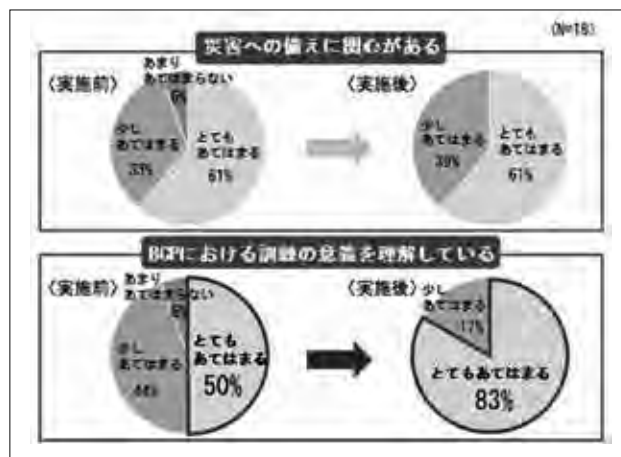 (N=18)
災害への備えに関心がある
〈実施前〉
あまり
あてはまらない
6%
少し
あてはまる
33%
とても
あてはまる
61%
〈実施後〉
少し
あてはまる
39%
とても
あてはまる
61%
BCPにおける訓練の意義を理解している
〈実施前〉
あまり
あてはまらない
6%
少し
あてはまる
44%
とても
あてはまる
50%
〈実施後〉
少し
あてはまる
17%
とてもあてはまる
83%